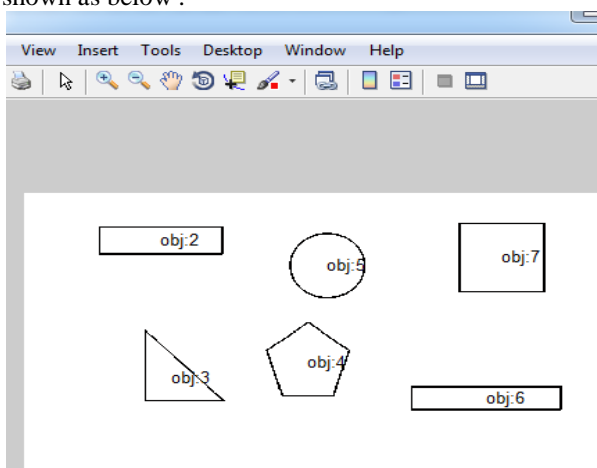 shown as below :
View Insert Tools Desktop Window Help
obj:2
obj:5
obj:7
obj:3
obj:4
obj:6